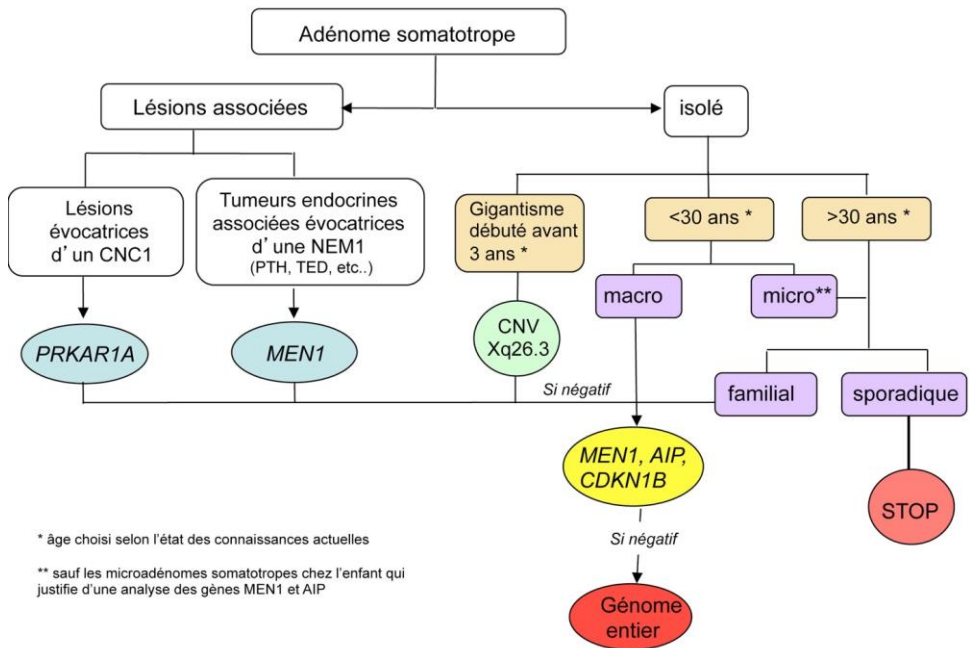 Adénome somatotrope
Lésions associées
isolé
Lésions
évocatrices
d’un CNC1
Tumeurs endocrines
associées évocatrices
d’une NEM1
(PTH, TED, etc..)
Gigantisme
débuté avant
3 ans *
<30 ans *
>30 ans *
macro
micro**
PRKAR1A
MEN1
CNV
Xq26.3
Si négatif
familial
sporadique
MEN1, AIP,
CDKN1B
STOP
Si négatif
Génome
entier
* âge choisi selon l’état des connaissances actuelles
** sauf les microadénomes somatotropes chez l’enfant qui
justifie d’une analyse des gènes MEN1 et AIP